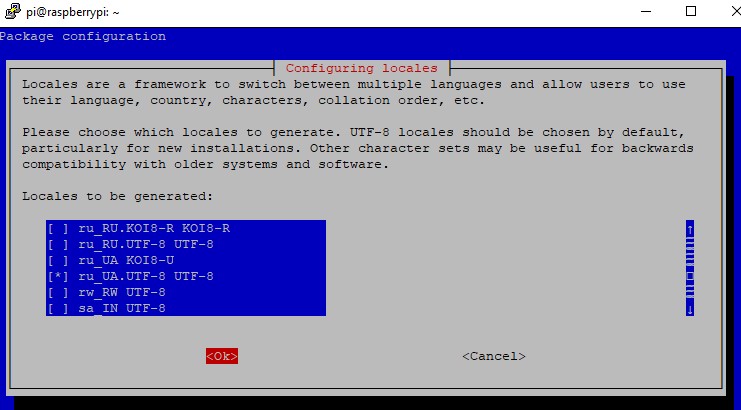 pi@raspberrypi: ~
Package configuration
Configuring locales
Locales are a framework to switch between multiple languages and allow users to use
their language, country, characters, collation order, etc.
Please choose which locales to generate. UTF-8 locales should be chosen by default,
particularly for new installations. Other character sets may be useful for backwards
compatibility with older systems and software.
Locales to be generated:
[ ] ru_RU.KOI8-R KOI8-R
[ ] ru_RU.UTF-8 UTF-8
[ ] ru_UA KOI8-U
[*] ru_UA.UTF-8 UTF-8
[ ] rw_RW UTF-8
[ ] sa_IN UTF-8
<Ok> <Cancel>